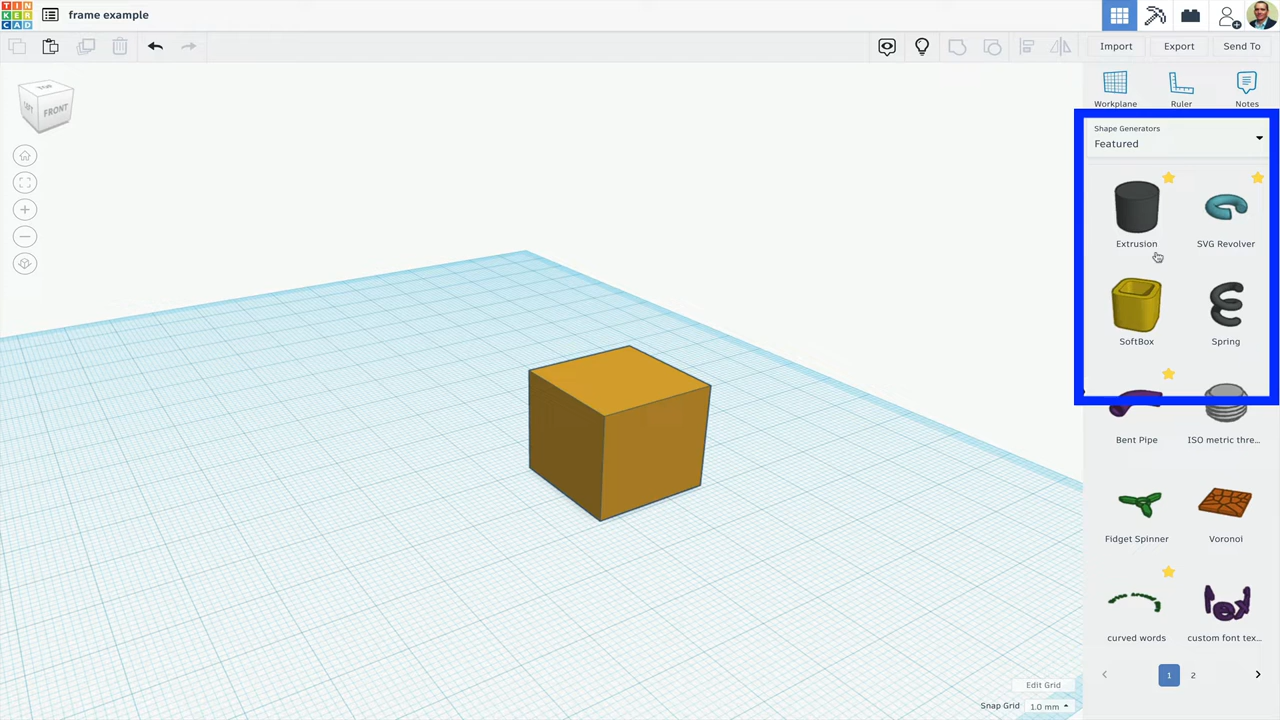 TIN
KER
CAD
frame example
Import
Export
Send To
TOP
LEFT
FRONT
Workplane
Ruler
Notes
Shape Generators
Featured
Extrusion
SVG Revolver
SoftBox
Spring
Bent Pipe
ISO metric thre...
Fidget Spinner
Voronoi
curved words
custom font tex...
1
2
Edit Grid
Snap Grid
1.0 mm